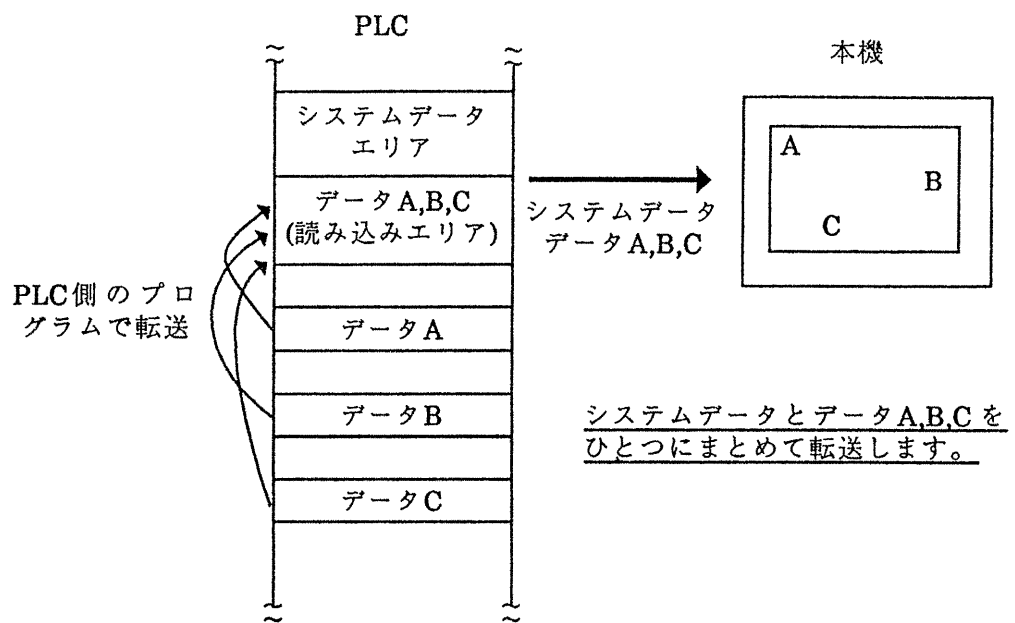 PLC
本機
システムデータ
エリア
データA,B,C
(読み込みエリア)
システムデータ
データA,B,C
A
B
C
PLC側のプロ
グラムで転送
データA
データB
データC
システムデータとデータA,B,Cを
ひとつにまとめて転送します。